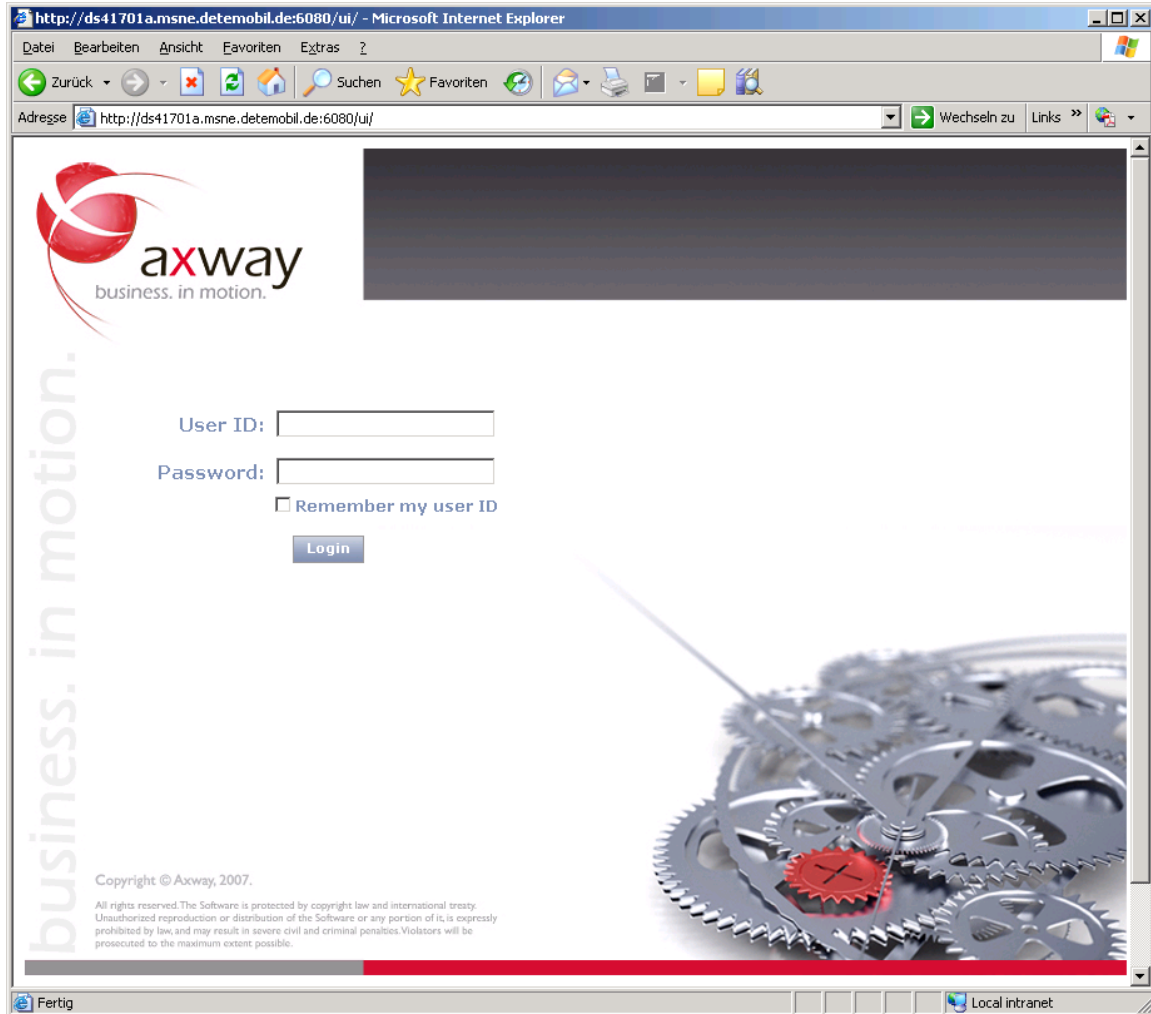 http://ds41701a.msne.detemobil.de:6080/ui/ - Microsoft Internet Explorer
Datei Bearbeiten Ansicht Favoriten Extras ?
Zurück Suchen Favoriten
Adresse http://ds41701a.msne.detemobil.de:6080/ui/ Wechseln zu Links »
axway
business. in motion.
business. in motion.
User ID:
Password:
Remember my user ID
Login
Copyright © Axway, 2007.
All rights reserved. The Software is protected by copyright law and international treaty.
Unauthorized reproduction or distribution of the Software or any portion of it, is expressly
prohibited by law, and may result in severe civil and criminal penalties. Violators will be
prosecuted to the maximum extent possible.
Fertig Local intranet